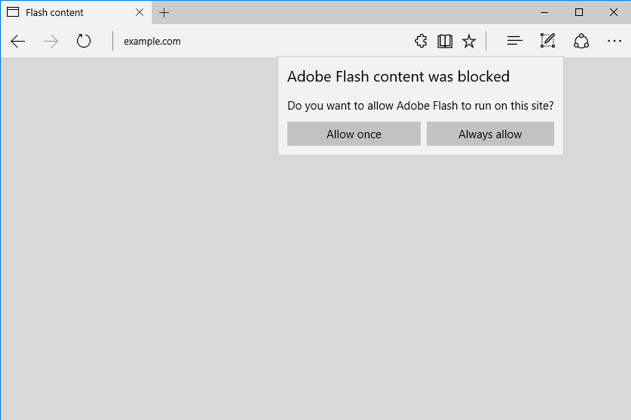 Flash content
example.com
Adobe Flash content was blocked
Do you want to allow Adobe Flash to run on this site?
Allow once
Always allow